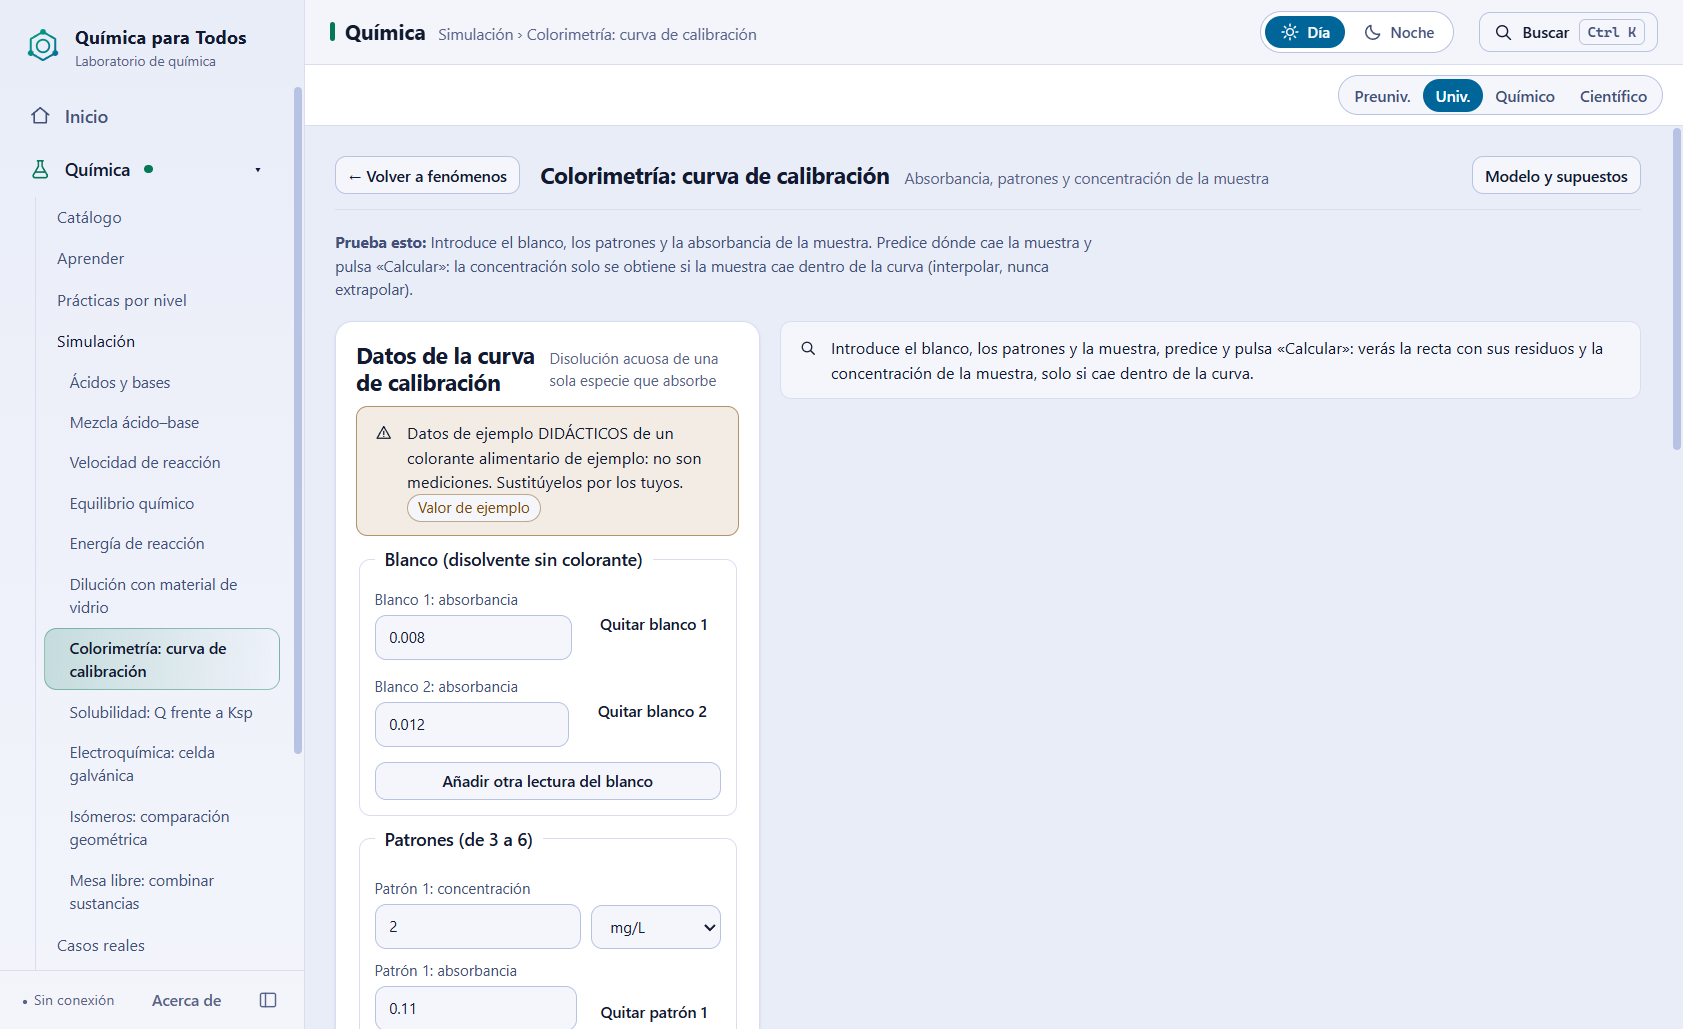 Química para Todos
Laboratorio de química
Inicio
Química
Catálogo
Aprender
Prácticas por nivel
Simulación
Ácidos y bases
Mezcla ácido–base
Velocidad de reacción
Equilibrio químico
Energía de reacción
Dilución con material de
vidrio
Colorimetría: curva de
calibración
Solubilidad: Q frente a Ksp
Electroquímica: celda
galvánica
Isómeros: comparación
geométrica
Mesa libre: combinar
sustancias
Casos reales
Sin conexión
Acerca de
Química
Simulación › Colorimetría: curva de calibración
Día
Noche
Buscar
Ctrl K
Preuniv.
Univ.
Químico
Científico
← Volver a fenómenos
Colorimetría: curva de calibración
Absorbancia, patrones y concentración de la muestra
Modelo y supuestos
Prueba esto: Introduce el blanco, los patrones y la absorbancia de la muestra. Predice dónde cae la muestra y
pulsa «Calcular»: la concentración solo se obtiene si la muestra cae dentro de la curva (interpolar, nunca
extrapolar).
Datos de la curva
de calibración
Disolución acuosa de una
sola especie que absorbe
Datos de ejemplo DIDÁCTICOS de un
colorante alimentario de ejemplo: no son
mediciones. Sustitúyelos por los tuyos.
Valor de ejemplo
Blanco (disolvente sin colorante)
Blanco 1: absorbancia
0.008
Quitar blanco 1
Blanco 2: absorbancia
0.012
Quitar blanco 2
Añadir otra lectura del blanco
Patrones (de 3 a 6)
Patrón 1: concentración
2
mg/L
Patrón 1: absorbancia
0.11
Quitar patrón 1
Introduce el blanco, los patrones y la muestra, predice y pulsa «Calcular»: verás la recta con sus residuos y la
concentración de la muestra, solo si cae dentro de la curva.